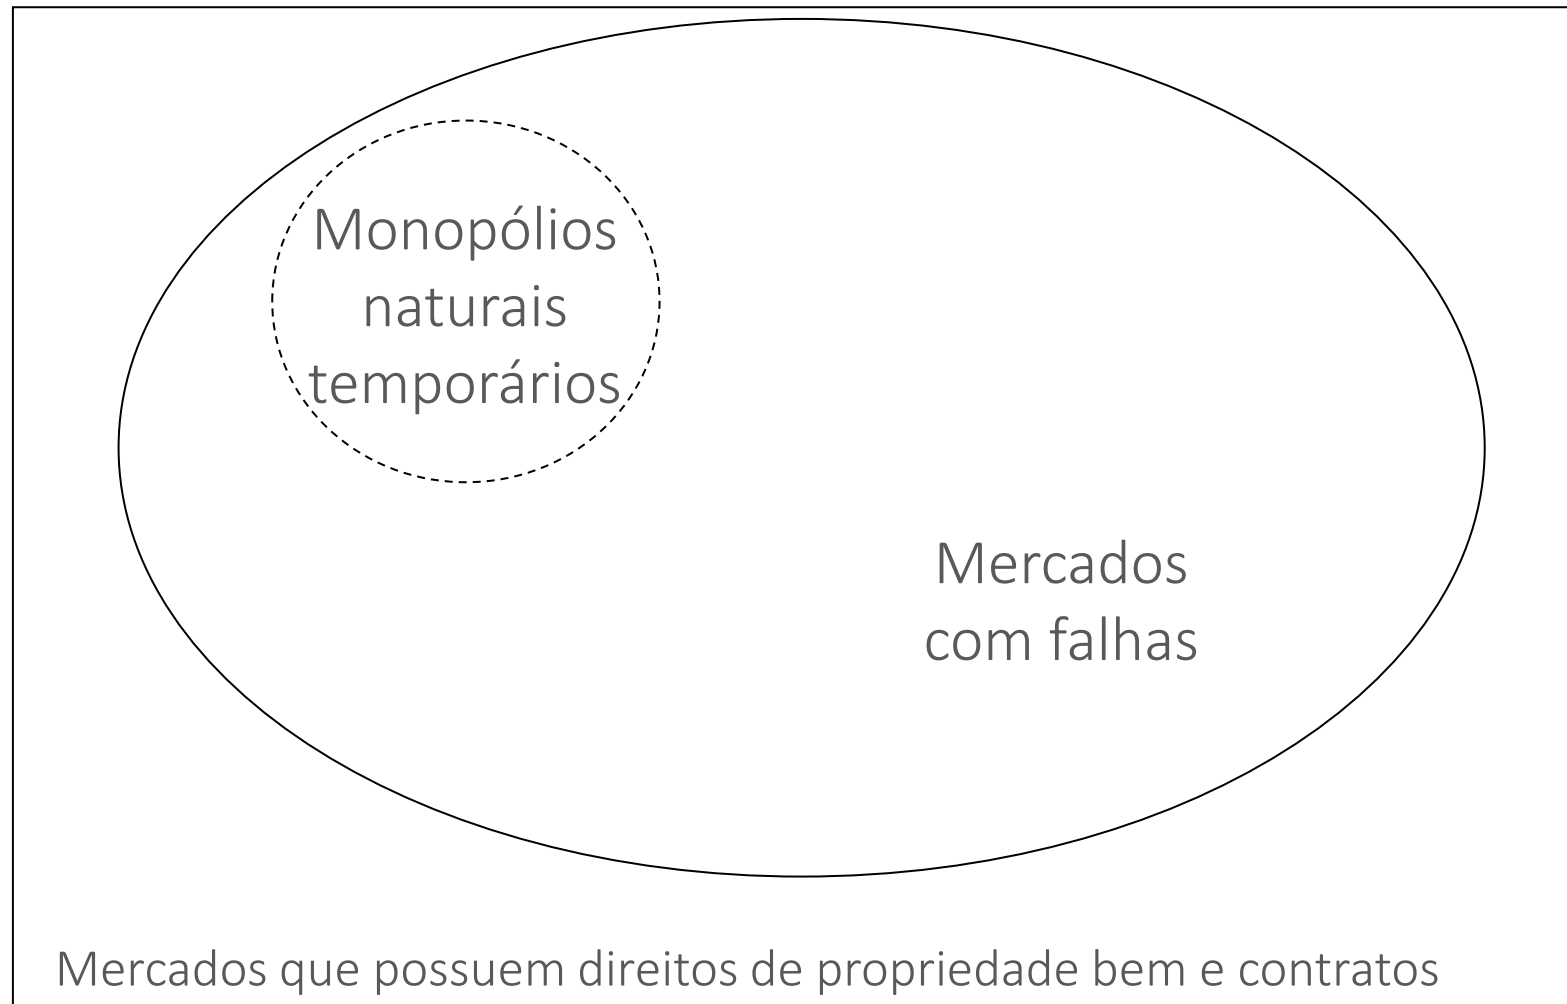 Monopólios
naturais
temporários
Mercados
com falhas
Mercados que possuem direitos de propriedade bem e contratos